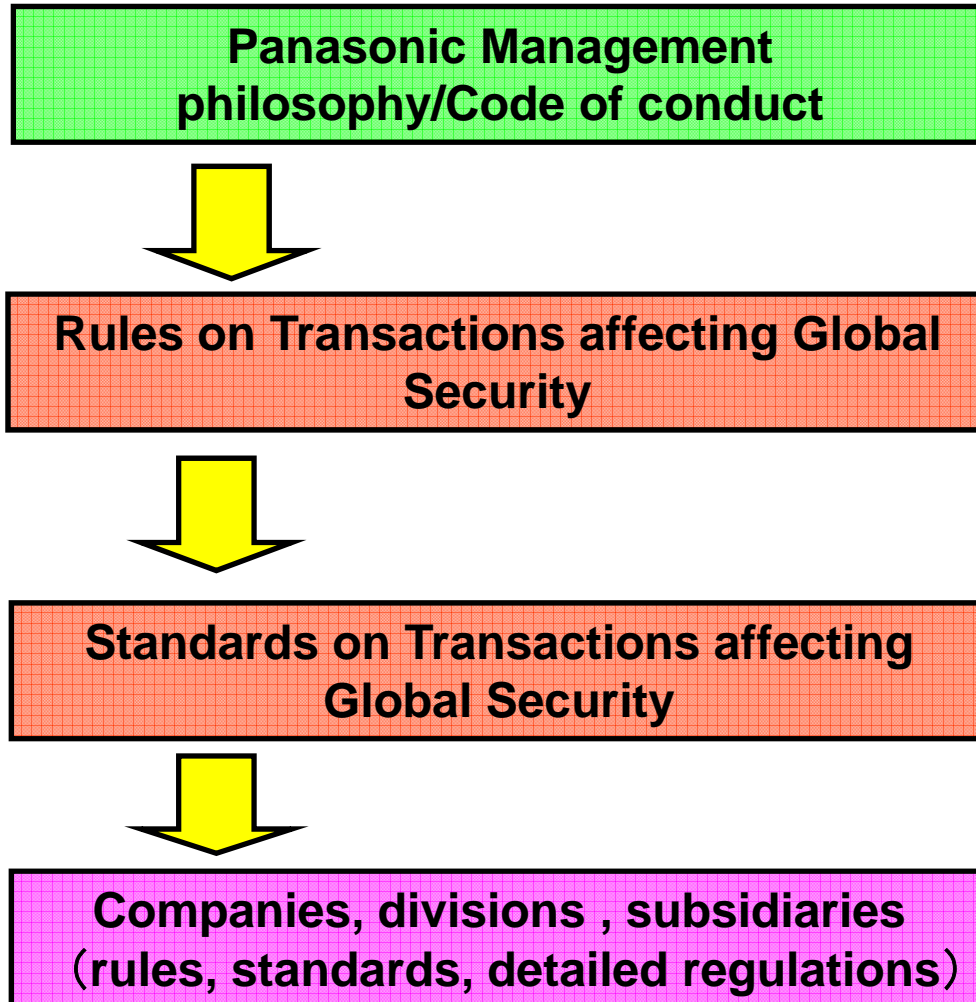 Panasonic Management
philosophy/Code of conduct
Rules on Transactions affecting Global
Security
Standards on Transactions affecting
Global Security
Companies, divisions , subsidiaries
（rules, standards, detailed regulations）